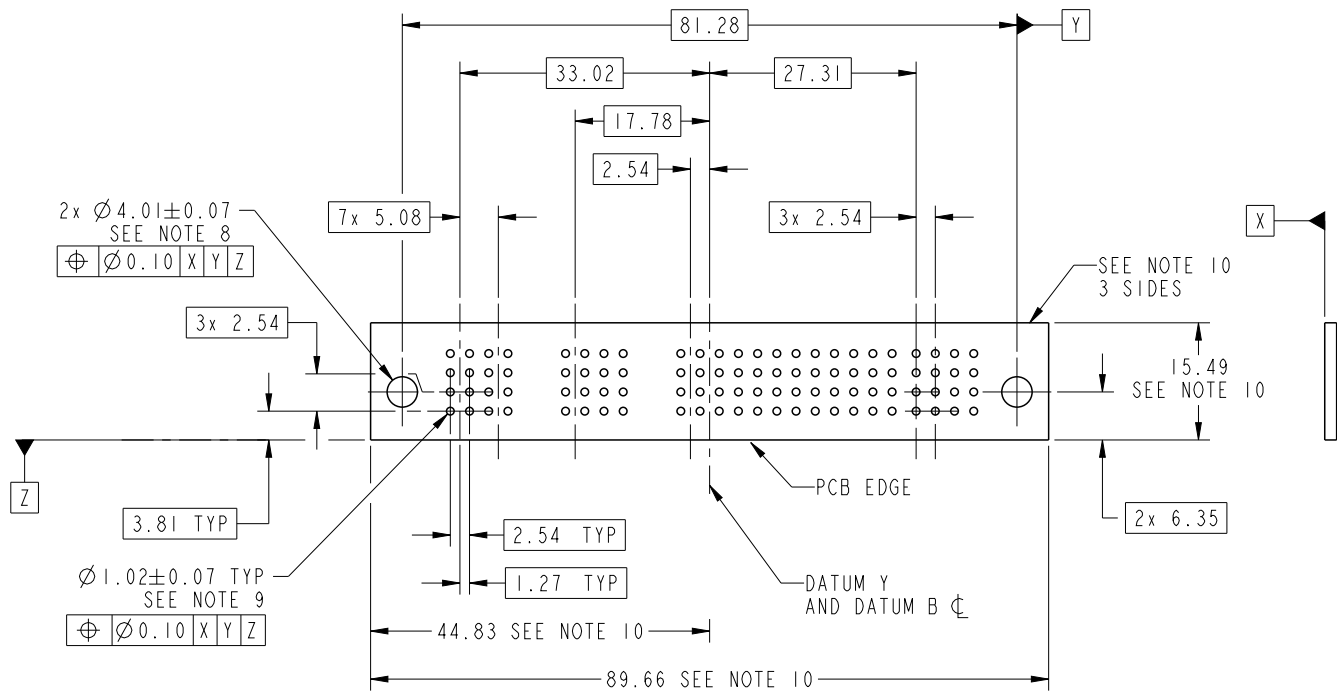 81.28
Y
33.02
27.31
17.78
2.54
2x Ø4.01±0.07
SEE NOTE 8
⌖ Ø0.10 X Y Z
7x 5.08
3x 2.54
X
SEE NOTE 10
3 SIDES
3x 2.54
15.49
SEE NOTE 10
Z
PCB EDGE
3.81 TYP
2.54 TYP
2x 6.35
Ø1.02±0.07 TYP
SEE NOTE 9
⌖ Ø0.10 X Y Z
1.27 TYP
DATUM Y
AND DATUM B ℄
44.83 SEE NOTE 10
89.66 SEE NOTE 10